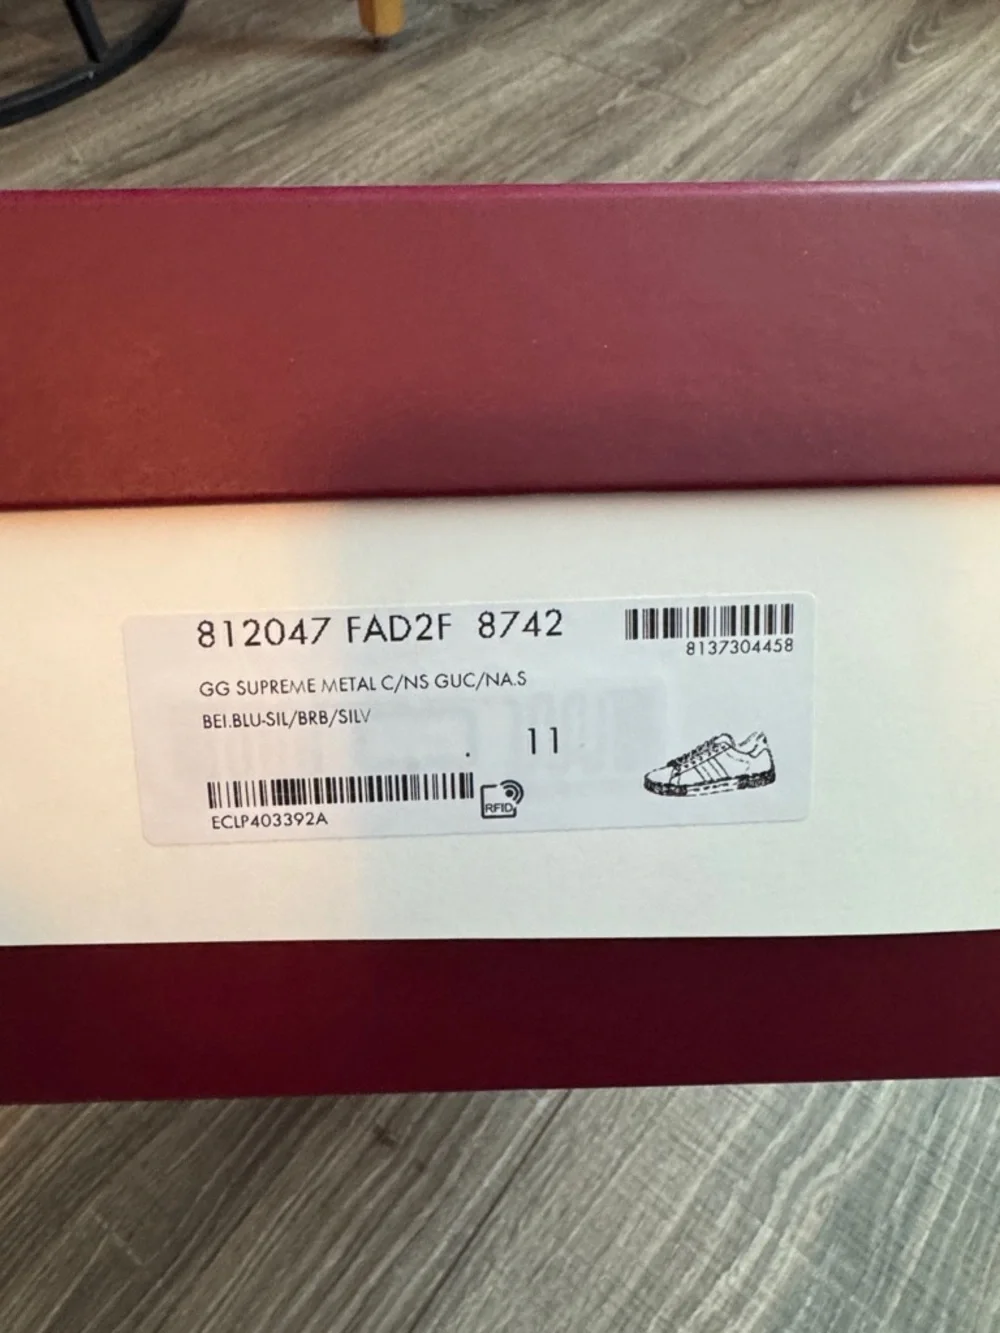 812047 FAD2F 8742
8137304458
GG SUPREME METAL C/NS GUC/NA.S
BEI.BLU-SIL/BRB/SILV
. 11
RFID
ECLP403392A